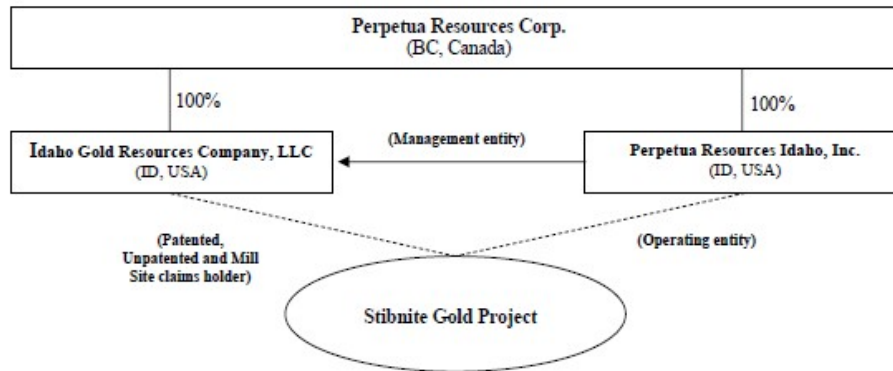 Perpetua Resources Corp.
(BC, Canada)
100%
100%
Idaho Gold Resources Company, LLC
(ID, USA)
(Management entity)
Perpetua Resources Idaho, Inc.
(ID, USA)
(Patented,
Unpatented and Mill
Site claims holder)
(Operating entity)
Stibnite Gold Project